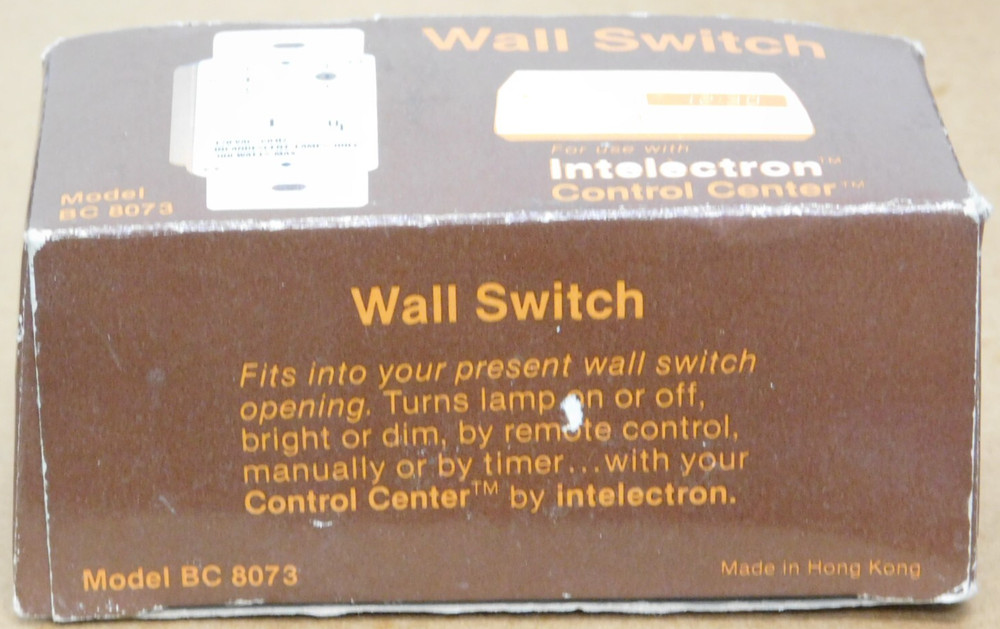 Wall Switch
12:30
For use with
Intelectron™
Control Center™
Model
BC 8073
Wall Switch
Fits into your present wall switch
opening. Turns lamp on or off,
bright or dim, by remote control,
manually or by timer...with your
Control Center™ by intelectron.
Model BC 8073
Made in Hong Kong